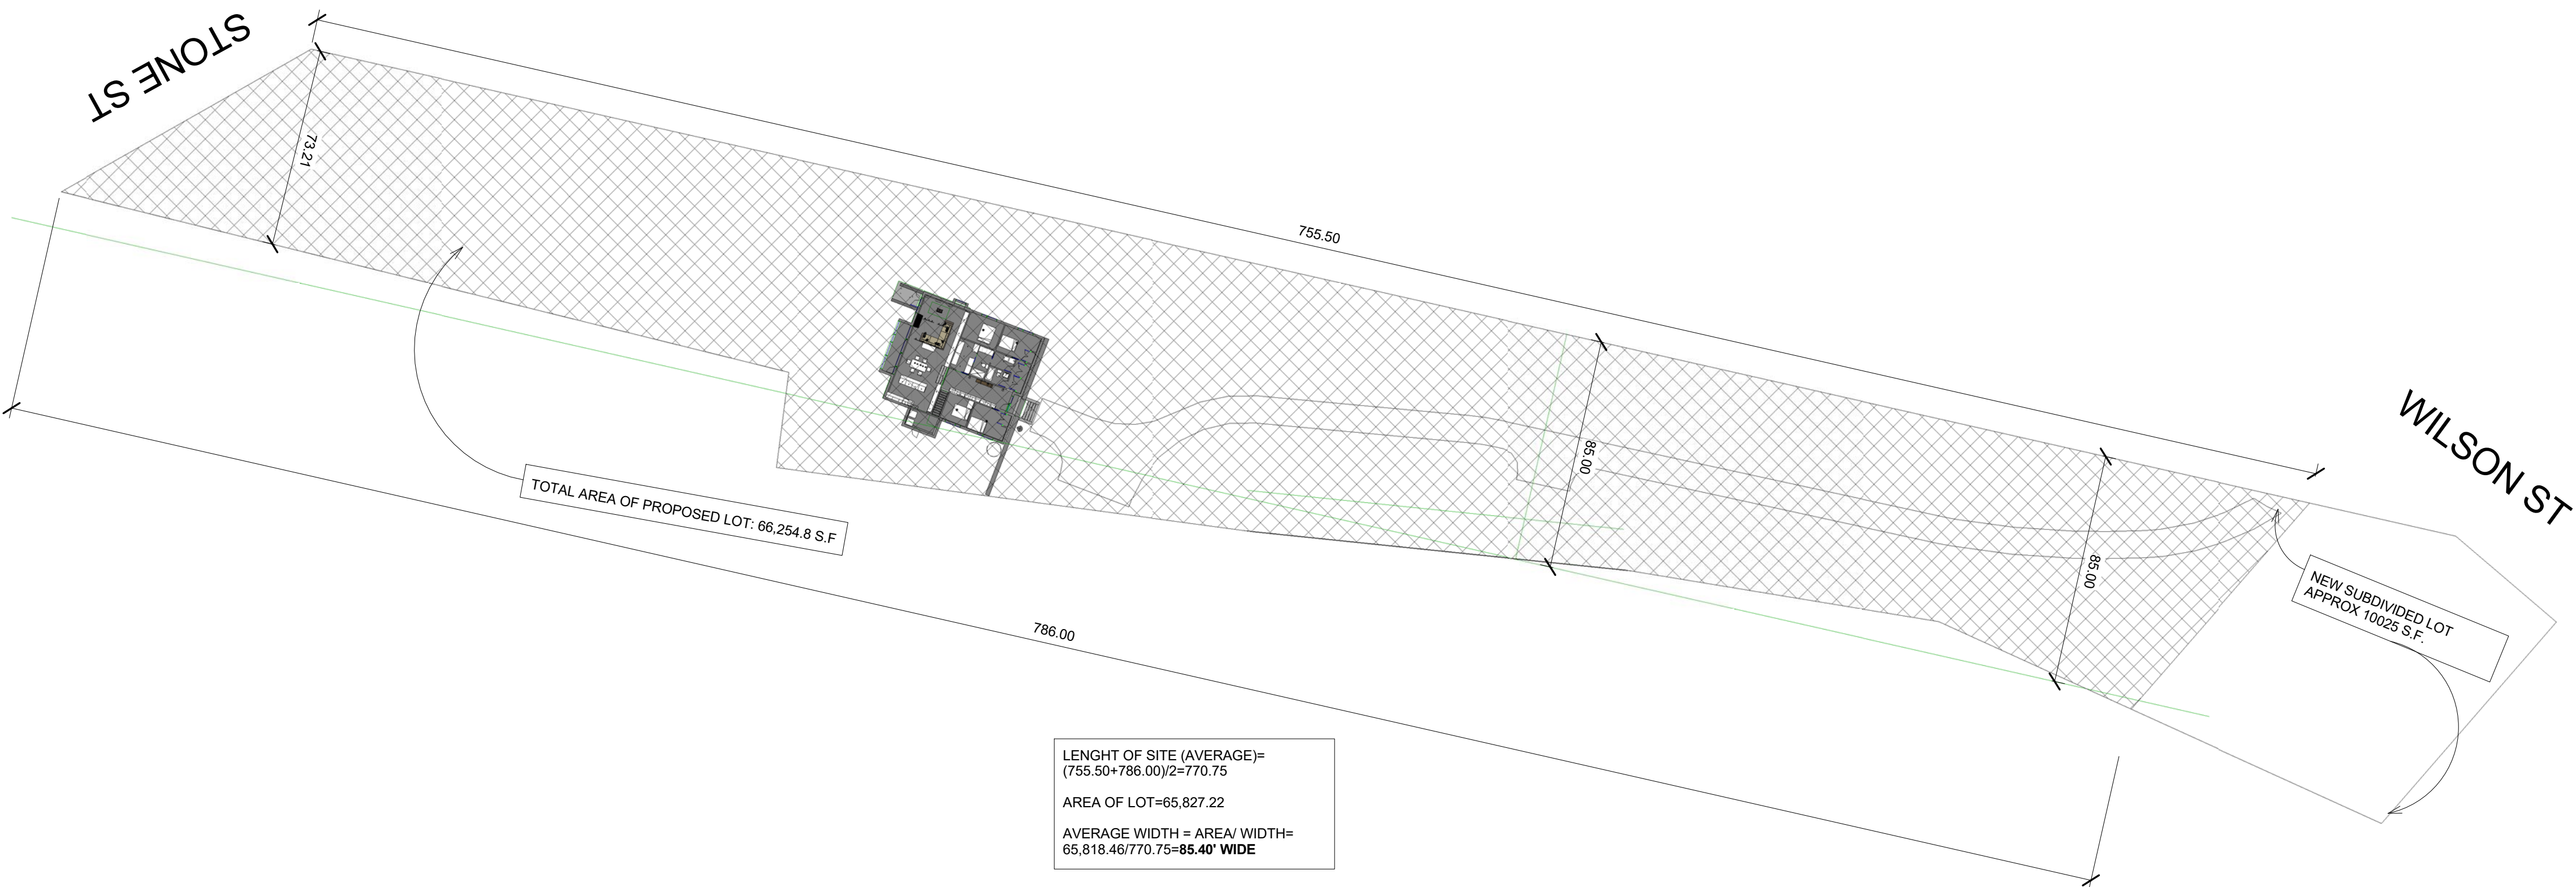 STONE ST
73.21
755.50
WILSON ST
85.00
85.00
TOTAL AREA OF PROPOSED LOT: 66,254.8 S.F
NEW SUBDIVIDED LOT
APPROX 10025 S.F.
786.00
LENGHT OF SITE (AVERAGE)=
(755.50+786.00)/2=770.75
AREA OF LOT=65,827.22
AVERAGE WIDTH = AREA/ WIDTH=
65,818.46/770.75=85.40' WIDE